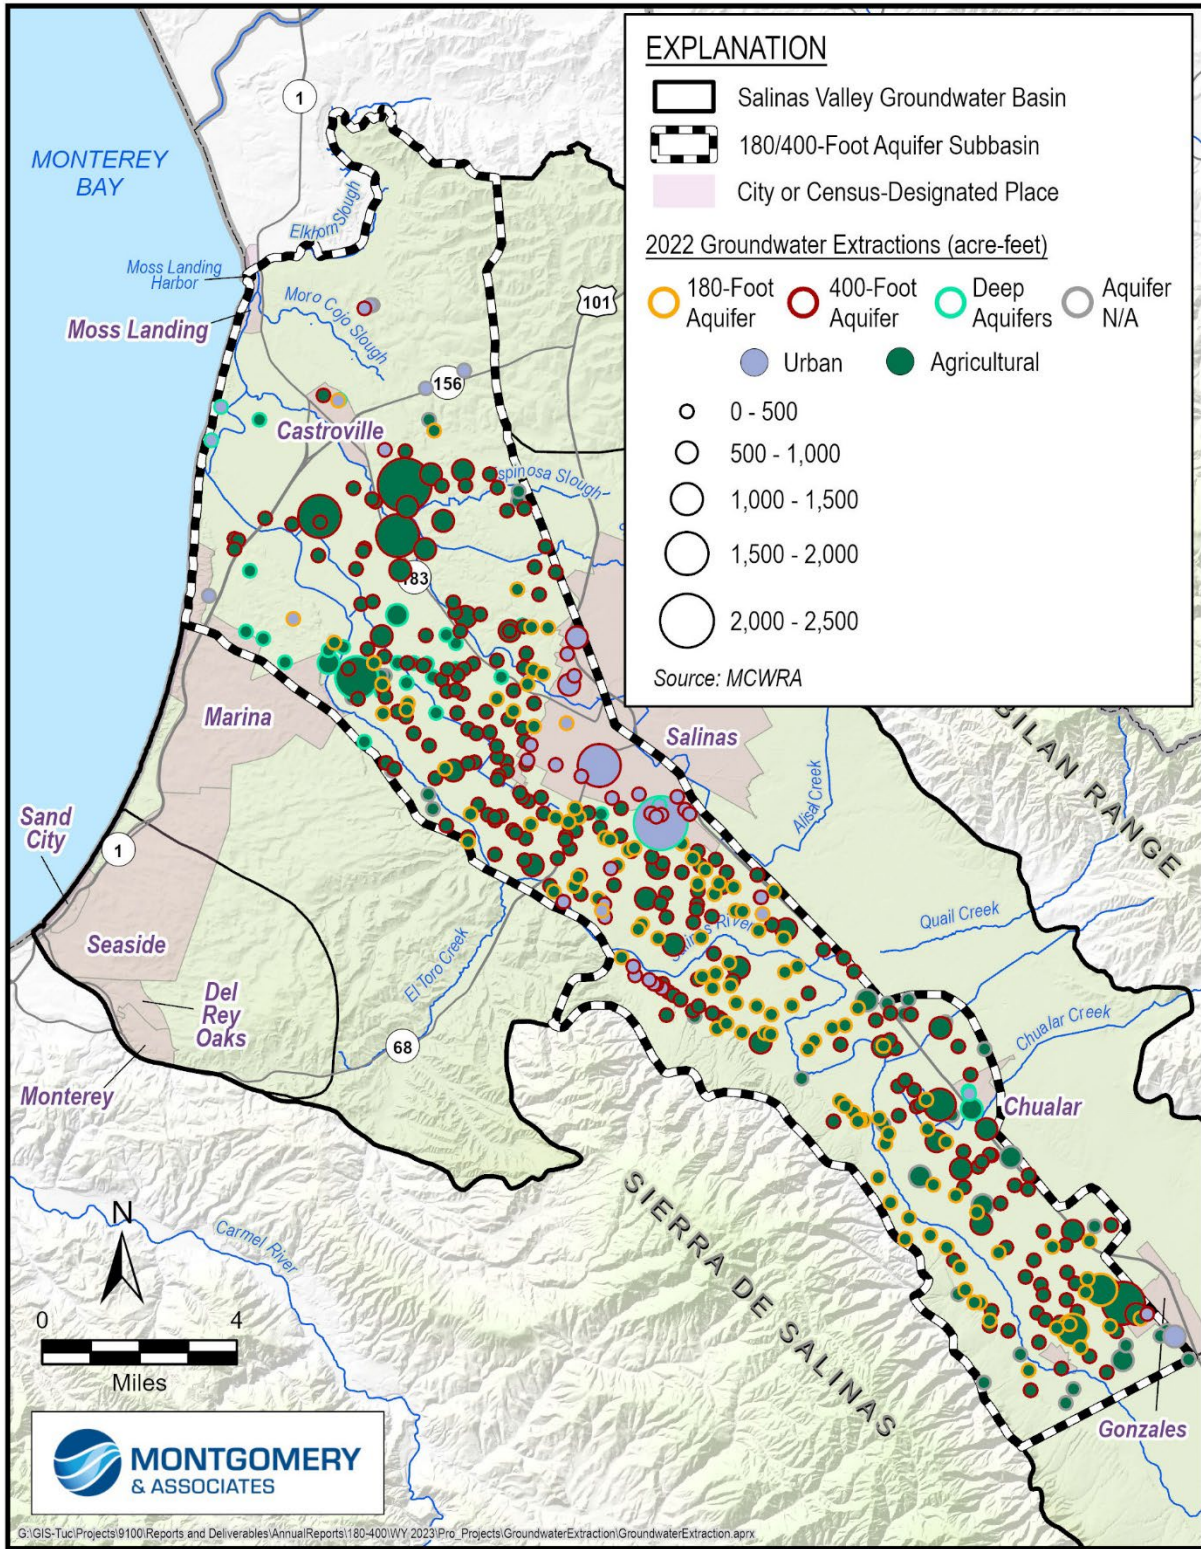 EXPLANATION
Salinas Valley Groundwater Basin
180/400-Foot Aquifer Subbasin
City or Census-Designated Place
2022 Groundwater Extractions (acre-feet)
180-Foot
Aquifer
400-Foot
Aquifer
Deep
Aquifers
Aquifer
N/A
Urban
Agricultural
0 - 500
500 - 1,000
1,000 - 1,500
1,500 - 2,000
2,000 - 2,500
Source: MCWRA
1
MONTEREY
BAY
Elkhorn Slough
Moss Landing
Harbor
Moro Cojo Slough
101
Moss Landing
156
Castroville
Espinosa Slough
183
Marina
Salinas
GABILAN RANGE
Alisal Creek
Sand
City
1
Seaside
Quail Creek
Salinas River
El Toro Creek
Del
Rey
Oaks
Chualar Creek
68
Monterey
Chualar
SIERRA DE SALINAS
N
Carmel River
0
4
Miles
Gonzales
MONTGOMERY
& ASSOCIATES
G:\GIS-Tuc\Projects\9100\Reports and Deliverables\AnnualReports\180-400\WY 2023\Pro_Projects\GroundwaterExtraction\GroundwaterExtraction.aprx